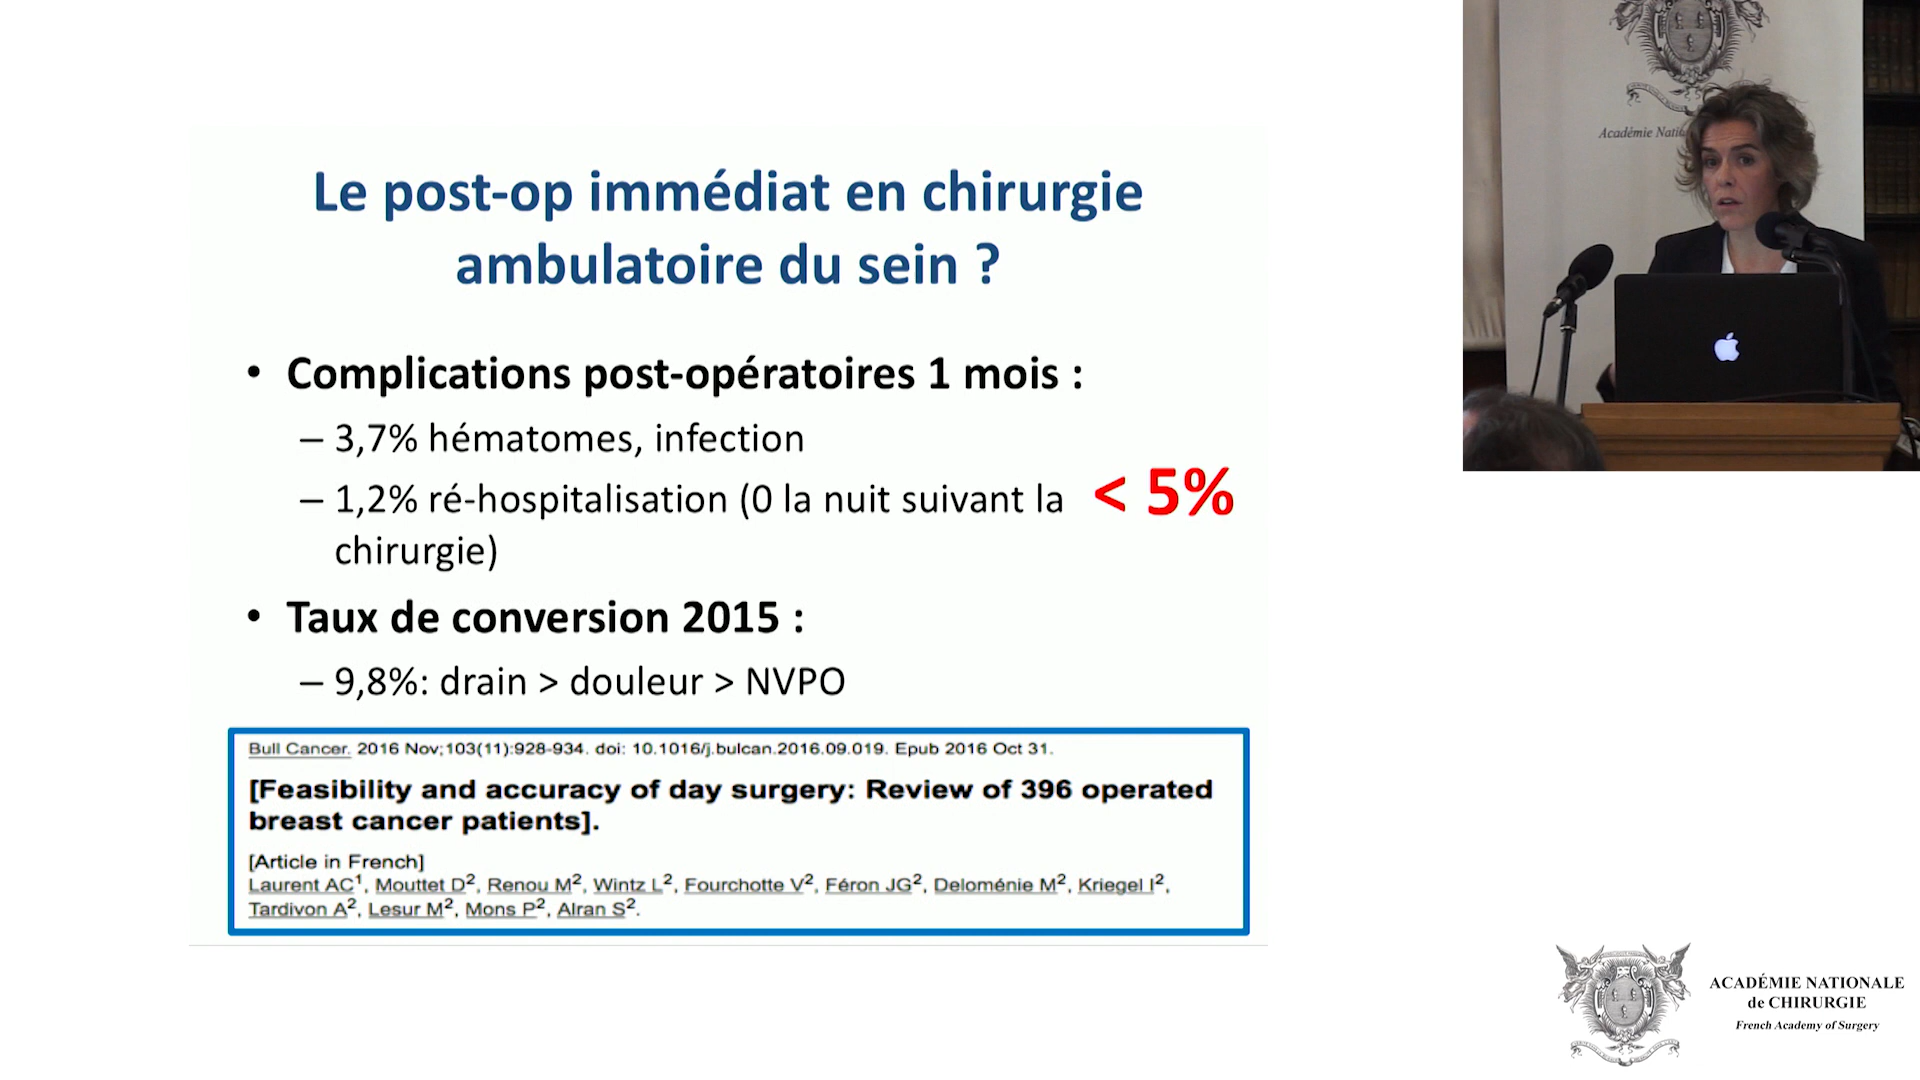 Le post-op immédiat en chirurgie
ambulatoire du sein ?
• Complications post-opératoires 1 mois :
– 3,7% hématomes, infection
– 1,2% ré-hospitalisation (0 la nuit suivant la
chirurgie)
< 5%
• Taux de conversion 2015 :
– 9,8%: drain > douleur > NVPO
Bull Cancer. 2016 Nov;103(11):928-934. doi: 10.1016/j.bulcan.2016.09.019. Epub 2016 Oct 31.
[Feasibility and accuracy of day surgery: Review of 396 operated
breast cancer patients].
[Article in French]
Laurent AC1, Mouttet D2, Renou M2, Wintz L2, Fourchotte V2, Féron JG2, Deloménie M2, Kriegel I2,
Tardivon A2, Lesur M2, Mons P2, Alran S2.
Académie
ACADÉMIE NATIONALE
de CHIRURGIE
French Academy of Surgery